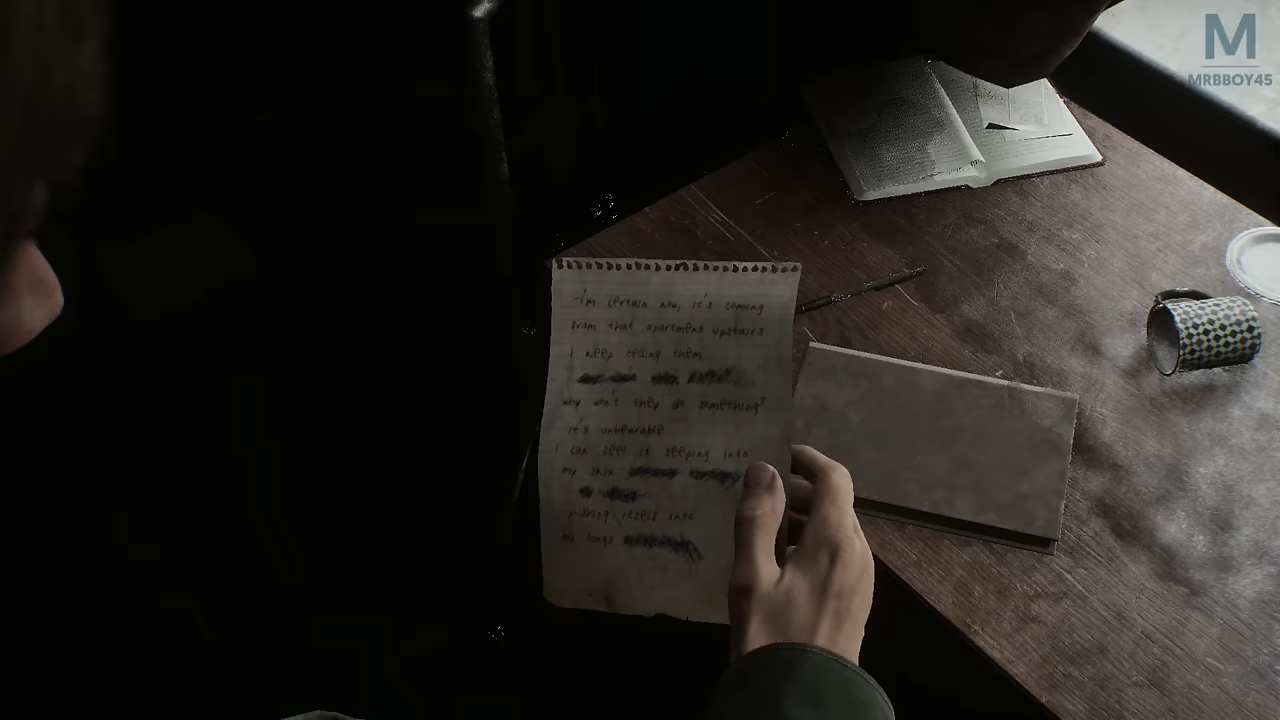 I'm certain now, it's coming
from that apartment upstairs
I keep telling them
why won't they do something?
it's unbearable
I can feel is seeping into
my skin
pushing itself into
my lungs
M
MRBBOY45